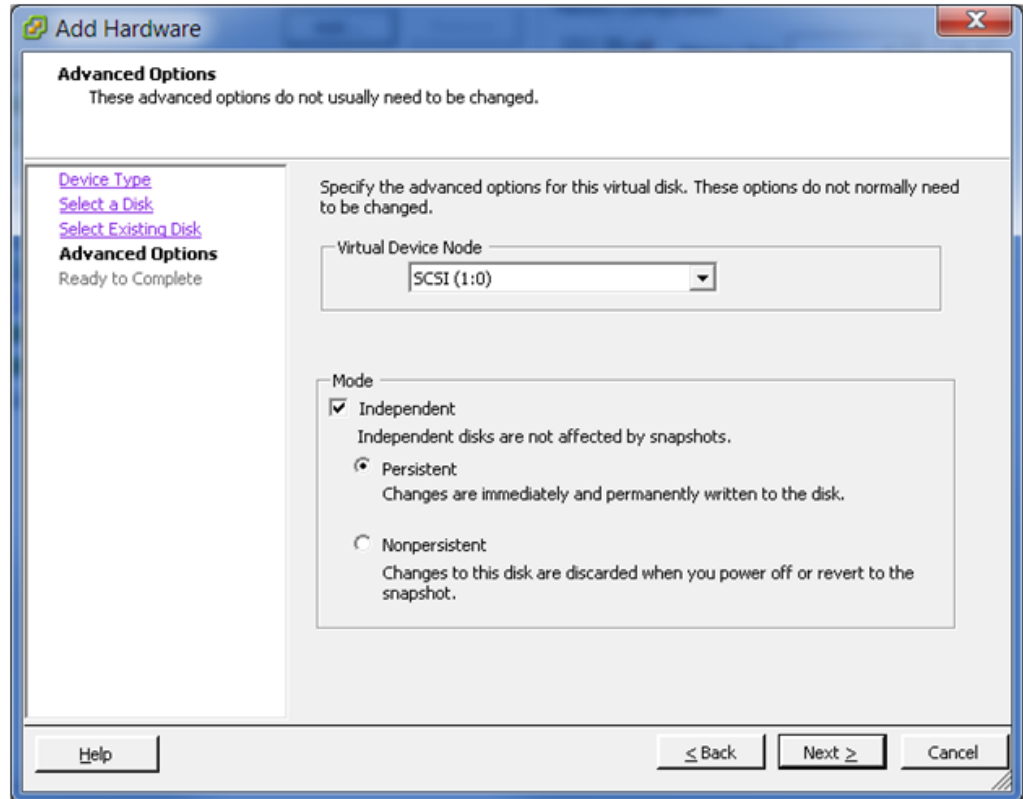 Add Hardware
Advanced Options
These advanced options do not usually need to be changed.
Device Type
Select a Disk
Select Existing Disk
Advanced Options
Ready to Complete
Specify the advanced options for this virtual disk. These options do not normally need
to be changed.
Virtual Device Node
SCSI (1:0)
Mode
Independent
Independent disks are not affected by snapshots.
Persistent
Changes are immediately and permanently written to the disk.
Nonpersistent
Changes to this disk are discarded when you power off or revert to the
snapshot.
Help
< Back
Next >
Cancel